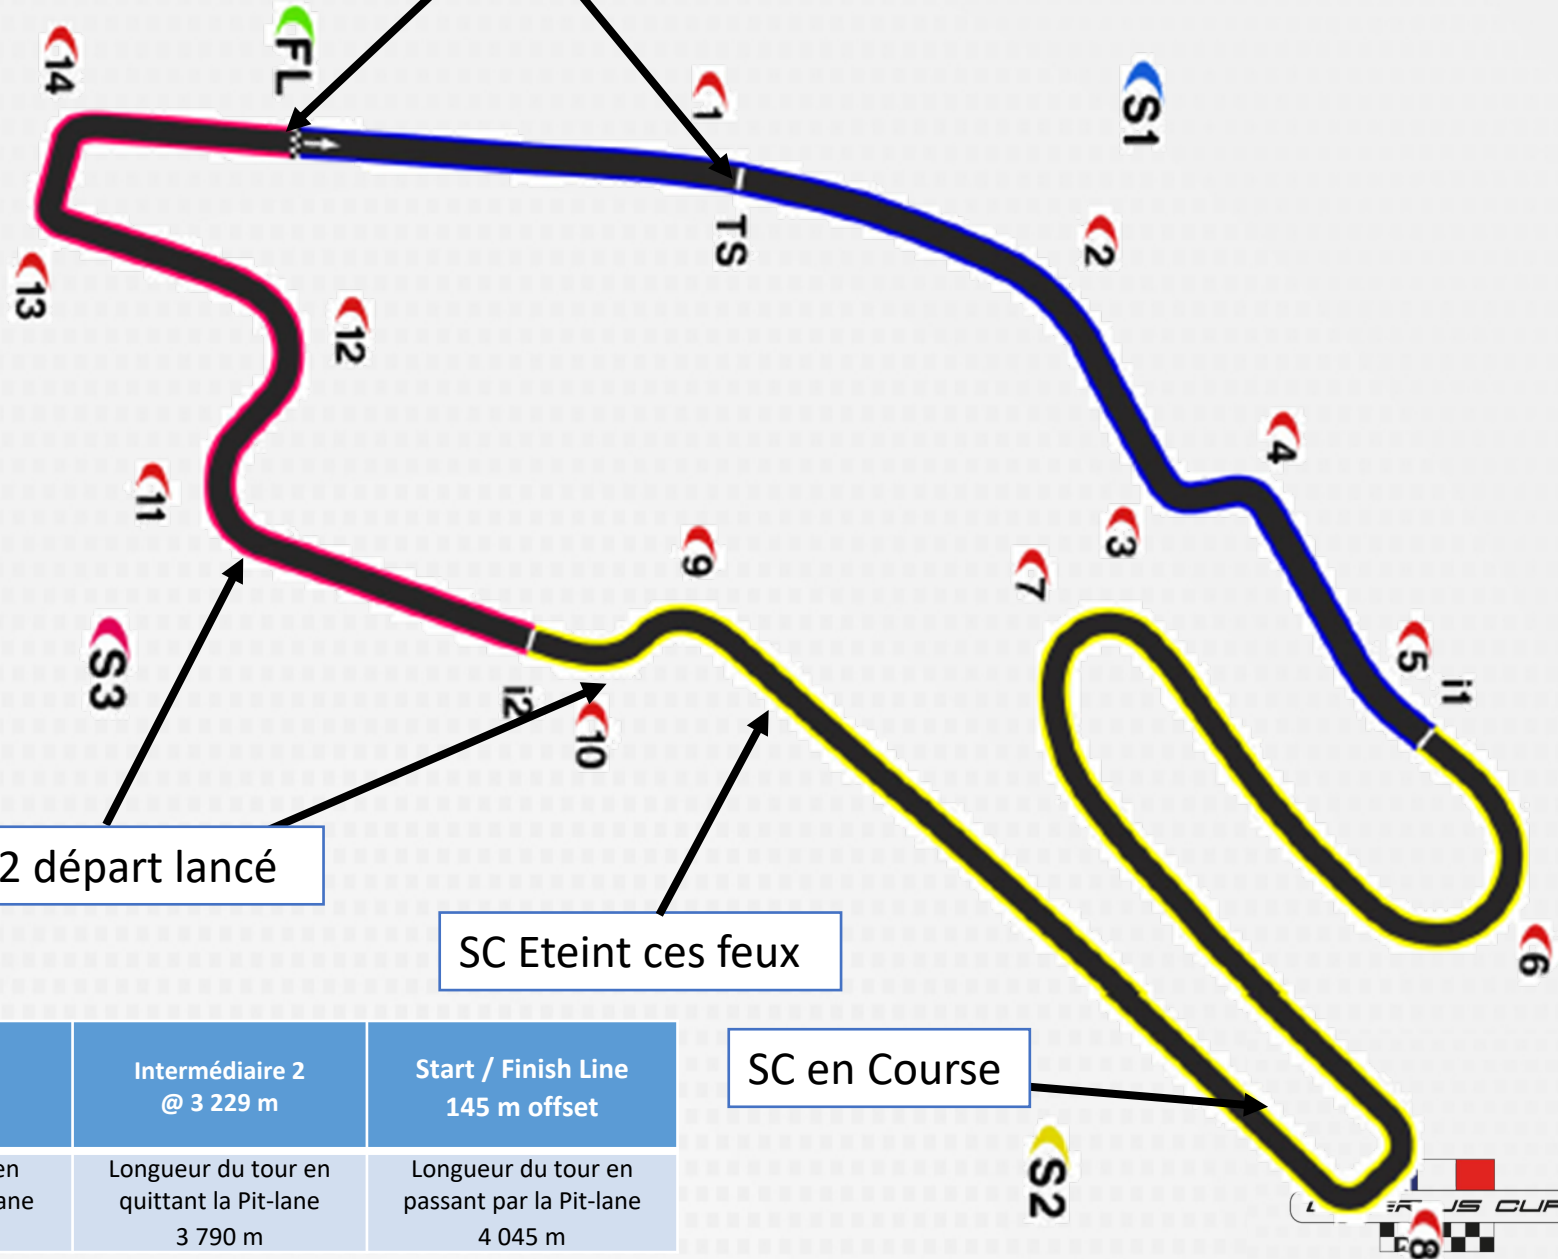 14
FL
1
S1
TS
2
13
12
4
11
3
9
7
5
i1
S3
i2
10
2 départ lancé
SC Eteint ces feux
6
SC en Course
Intermédiaire 2
@ 3 229 m
Start / Finish Line
145 m offset
S2
en
Longueur du tour en
quittant la Pit-lane
3 790 m
Longueur du tour en
passant par la Pit-lane
4 045 m
8